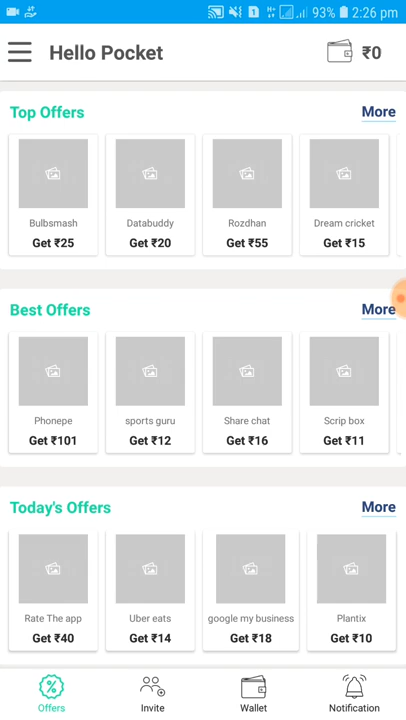 93% 2:26 pm
Hello Pocket ₹0
Top Offers More
Bulbsmash Databuddy Rozdhan Dream cricket
Get ₹25 Get ₹20 Get ₹55 Get ₹15
Best Offers More
Phonepe sports guru Share chat Scrip box
Get ₹101 Get ₹12 Get ₹16 Get ₹11
Today's Offers More
Rate The app Uber eats google my business Plantix
Get ₹40 Get ₹14 Get ₹18 Get ₹10
Offers Invite Wallet Notification